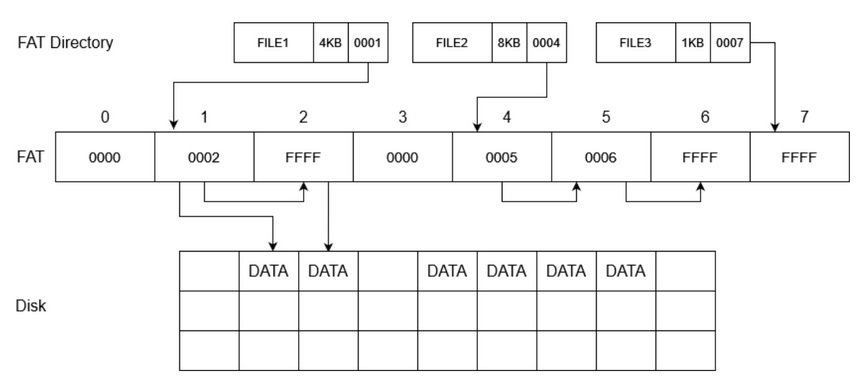 FAT Directory FILE1 4KB 0001 FILE2 8KB 0004 FILE3 1KB 0007
0 1 2 3 4 5 6 7
FAT 0000 0002 FFFF 0000 0005 0006 FFFF FFFF
DATA DATA DATA DATA DATA DATA
Disk